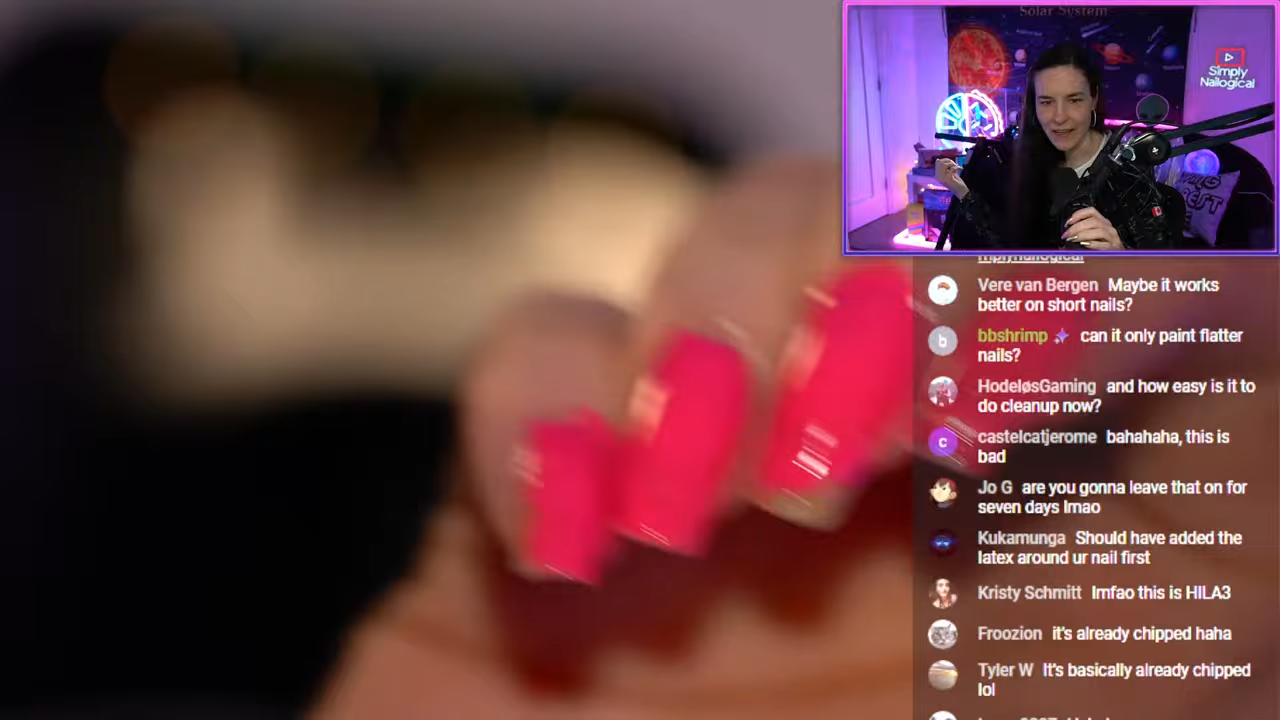 Solar System
Simply
Nailogical
mplynailogical
Vere van Bergen Maybe it works
better on short nails?
b
bbshrimp can it only paint flatter
nails?
HodeløsGaming and how easy is it to
do cleanup now?
c
castelcatjerome bahahaha, this is
bad
Jo G are you gonna leave that on for
seven days lmao
Kukamunga Should have added the
latex around ur nail first
Kristy Schmitt lmfao this is HILA3
Froozion it's already chipped haha
Tyler W It's basically already chipped
lol